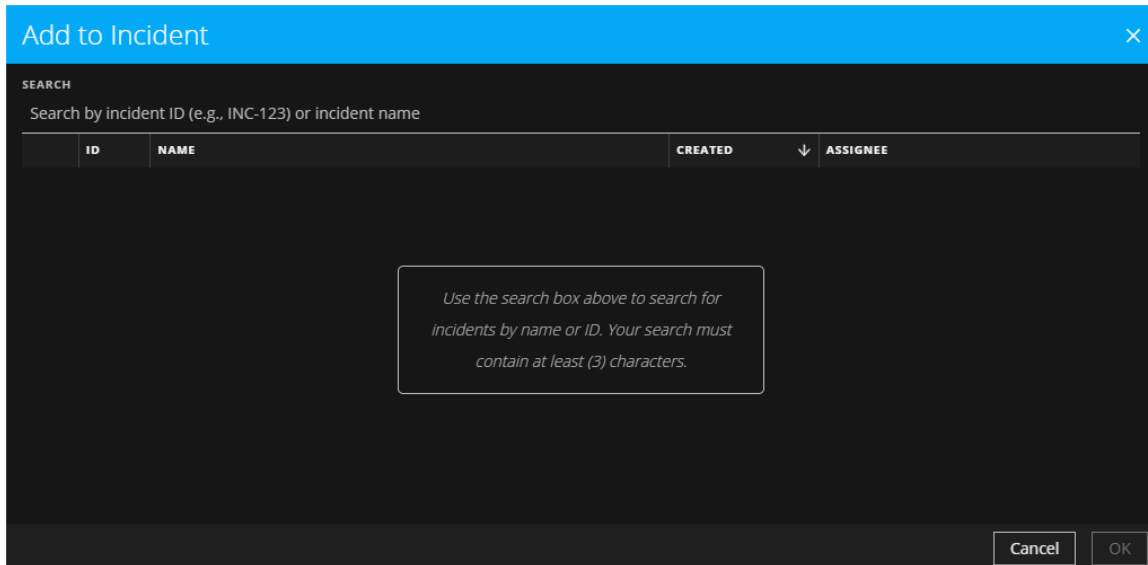 Add to Incident
SEARCH
Search by incident ID (e.g., INC-123) or incident name
ID NAME CREATED ASSIGNEE
Use the search box above to search for
incidents by name or ID. Your search must
contain at least (3) characters.
Cancel OK